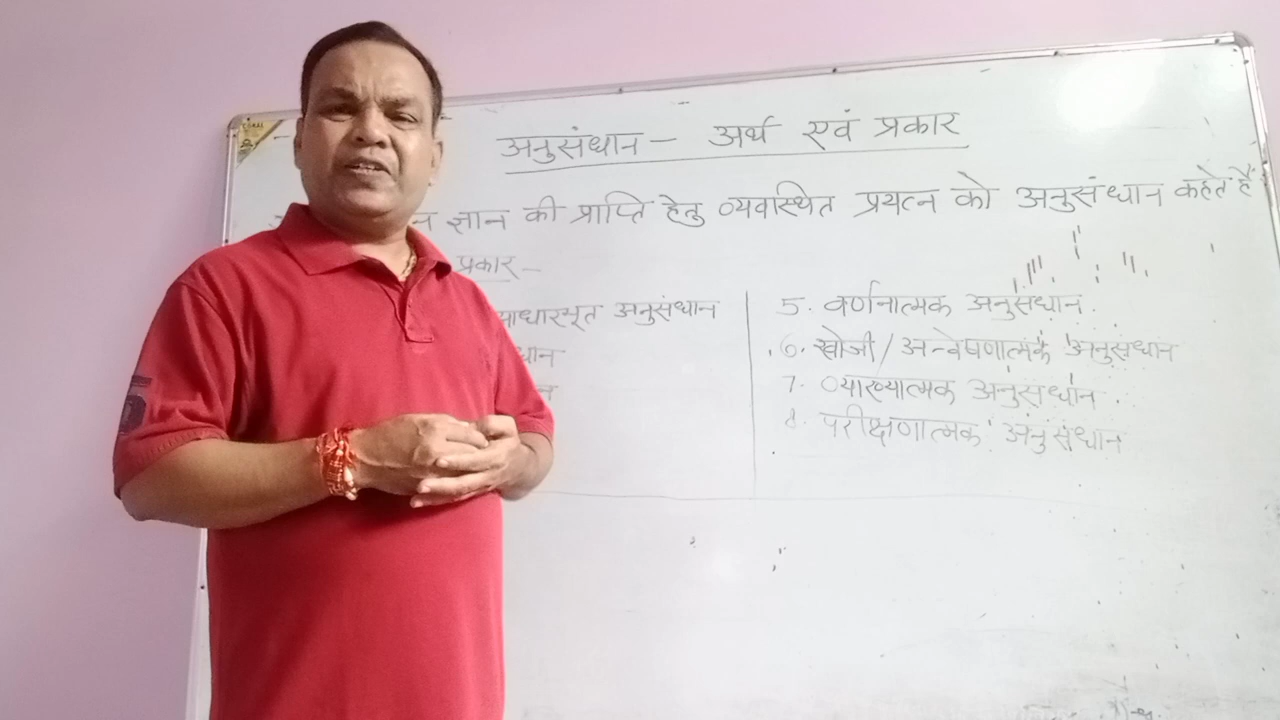 CORAL
अनुसंधान - अर्थ एवं प्रकार
न ज्ञान की प्राप्ति हेतु व्यवस्थित प्रयत्न को अनुसंधान कहते हैं
प्रकार -
आधारभूत अनुसंधान
धान
न
5. वर्णनात्मक अनुसंधान
6. खोजी/अन्वेषणात्मक अनुसंधान
7. व्याख्यात्मक अनुसंधान
8. परीक्षणात्मक अनुसंधान